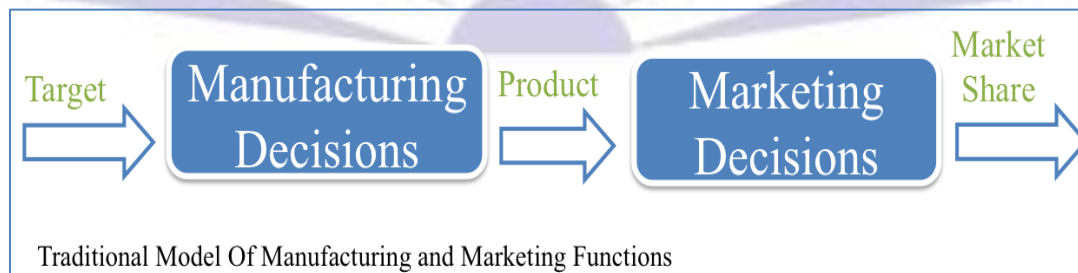 Target
Manufacturing
Decisions
Product
Marketing
Decisions
Market
Share
Traditional Model Of Manufacturing and Marketing Functions